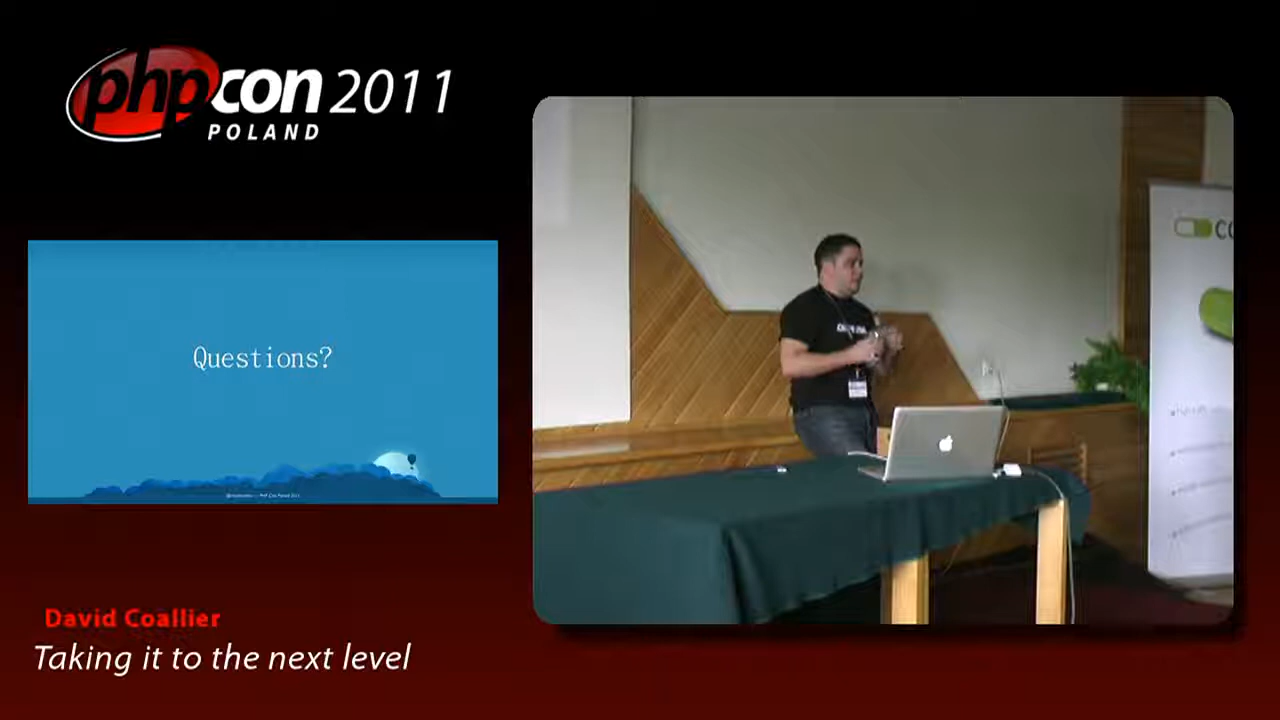 phpcon 2011
POLAND
Questions?
David Coallier
Taking it to the next level